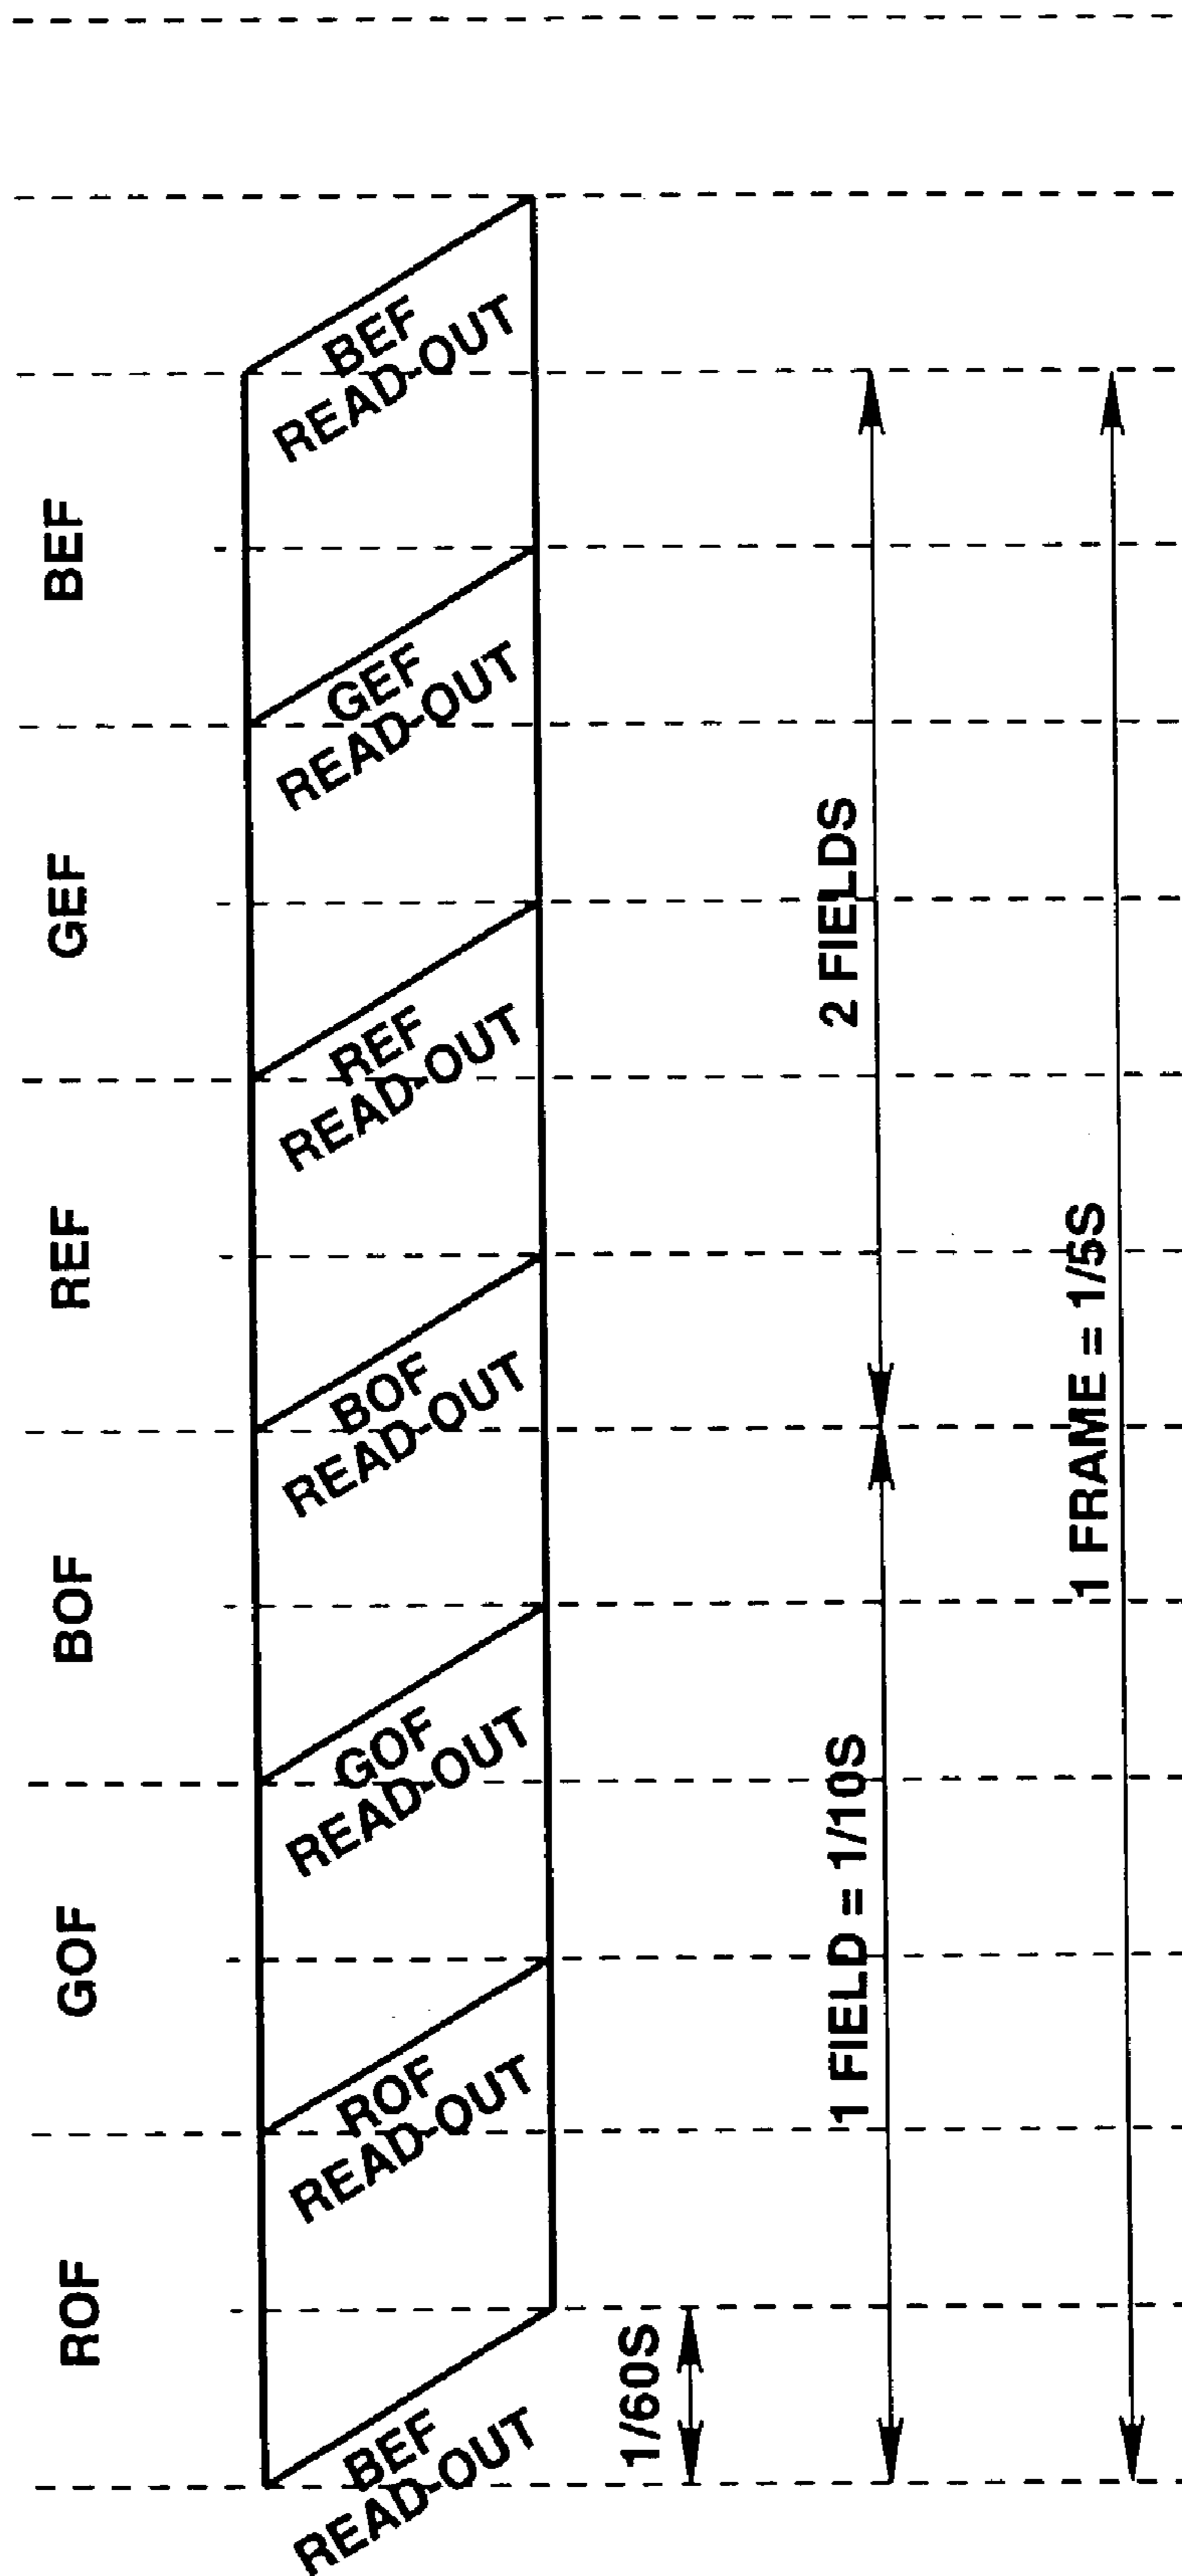 ROF
GOF
BOF
REF
GEF
BEF
BEF
READ-OUT
ROF
READ-OUT
GOF
READ-OUT
BOF
READ-OUT
REF
READ-OUT
GEF
READ-OUT
BEF
READ-OUT
1/60S
1 FIELD = 1/10S
2 FIELDS
1 FRAME = 1/5S